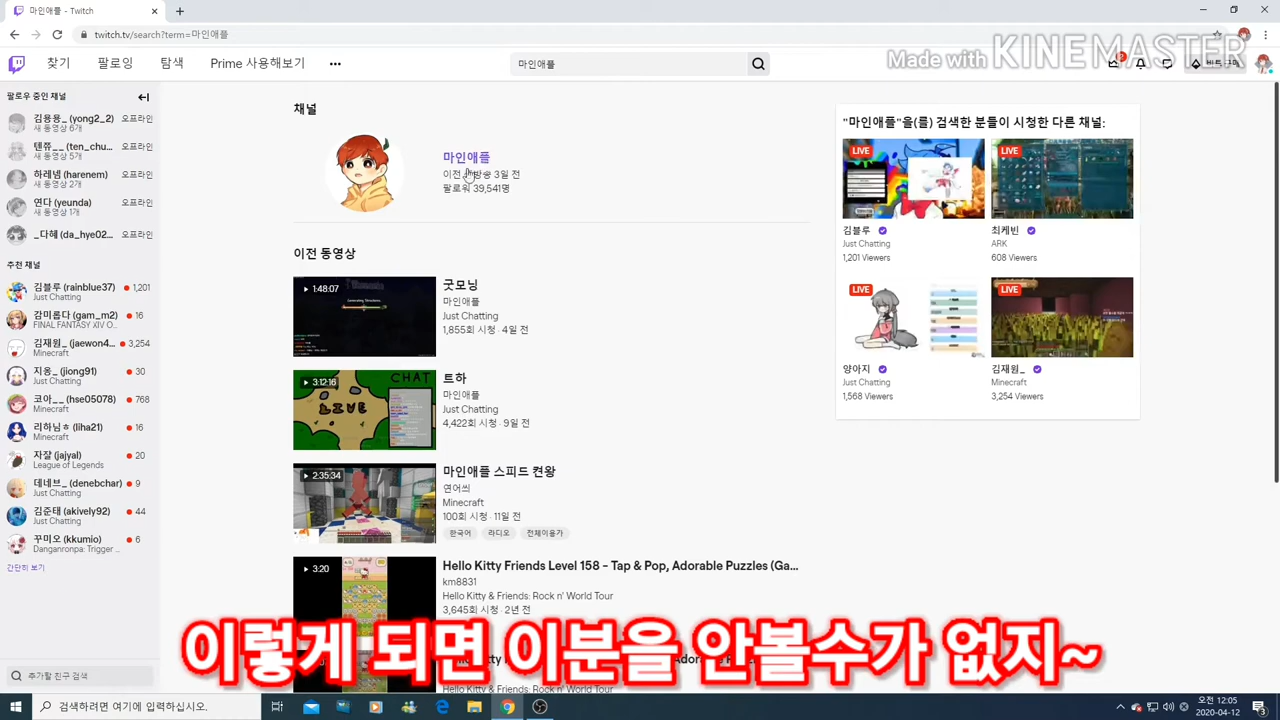 마인애플 - Twitch
twitch.tv/search?term=마인애플
찾기
팔로잉
탐색
Prime 사용해보기
마인애플
Made with KINEMASTER
팔로우 중인 채널
김용용_ (yong2_2) 오프라인
새 동영상 6개
텐쮸__ (ten_chu... 오프라인
새 동영상 5개
하레넴 (harenem) 오프라인
새 동영상 2개
연다 (yeunda) 오프라인
새 동영상 1개
_다혜 (da_hye02... 오프라인
추천 채널
김블루 (rainblue37) 1,201
Just Chatting
감미롭다 (gam_m2) 16
FINAL FANTASY XIV O...
김재원_ (jaewon4... 3,254
Minecraft
지용_ (jiong91) 30
Just Chatting
코아__ (hse05078) 768
Minecraft
리하님ㅎ (liha21) 10
Minecraft
자잘 (jajyal) 20
League of Legends
데네브_ (denebchar) 9
Just Chatting
김준태 (akively92) 44
Just Chatting
꾸미오 (kkumio) 6
Danganronpa: Trigger ...
간단히 보기
채널
마인애플
이전 방송 3일 전
팔로워 39,541명
이전 동영상
1:48:07
굿모닝
마인애플
Just Chatting
1,855회 시청 · 4일 전
3:12:16
CHAT
LIVE
트하
마인애플
Just Chatting
4,422회 시청 · 9일 전
2:35:34
마인애플 스피드 켠왕
연어씌
Minecraft
100회 시청 · 11일 전
한국어 라디오 전체이용가
3:20
Hello Kitty Friends Level 158 - Tap & Pop, Adorable Puzzles (Ga...
km8831
Hello Kitty & Friends: Rock n' World Tour
3,645회 시청 · 2년 전
Hello Kitty & Friends: Rock n' World Tour
"마인애플"을(를) 검색한 분들이 시청한 다른 채널:
LIVE
김블루
Just Chatting
1,201 Viewers
LIVE
최케빈
ARK
608 Viewers
LIVE
양아지
Just Chatting
1,568 Viewers
LIVE
김재원_
Minecraft
3,254 Viewers
이렇게 되면 이분을 안볼수가 없지~
검색하려면 여기에 입력하십시오.
오전 12:05
2020-04-12